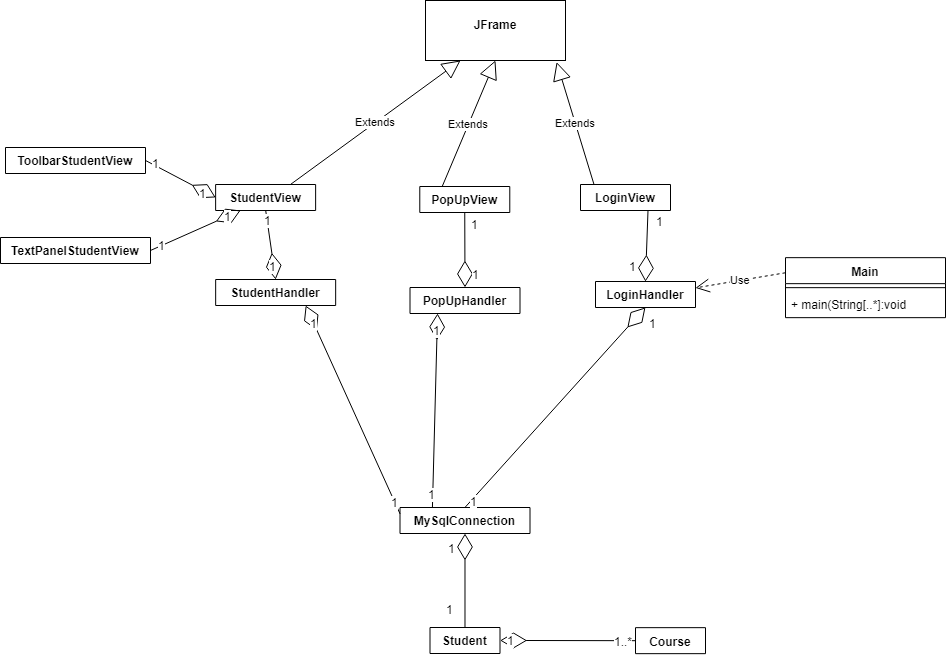 JFrame
Extends
Extends
Extends
ToolbarStudentView
1
1
StudentView
PopUpView
LoginView
1
1
1
1
TextPanelStudentView
1
1
1
1
StudentHandler
PopUpHandler
LoginHandler
Use
Main
+ main(String[..*]:void
1
1
1
1
1
1
MySqlConnection
1
1
Student
1
1..*
Course